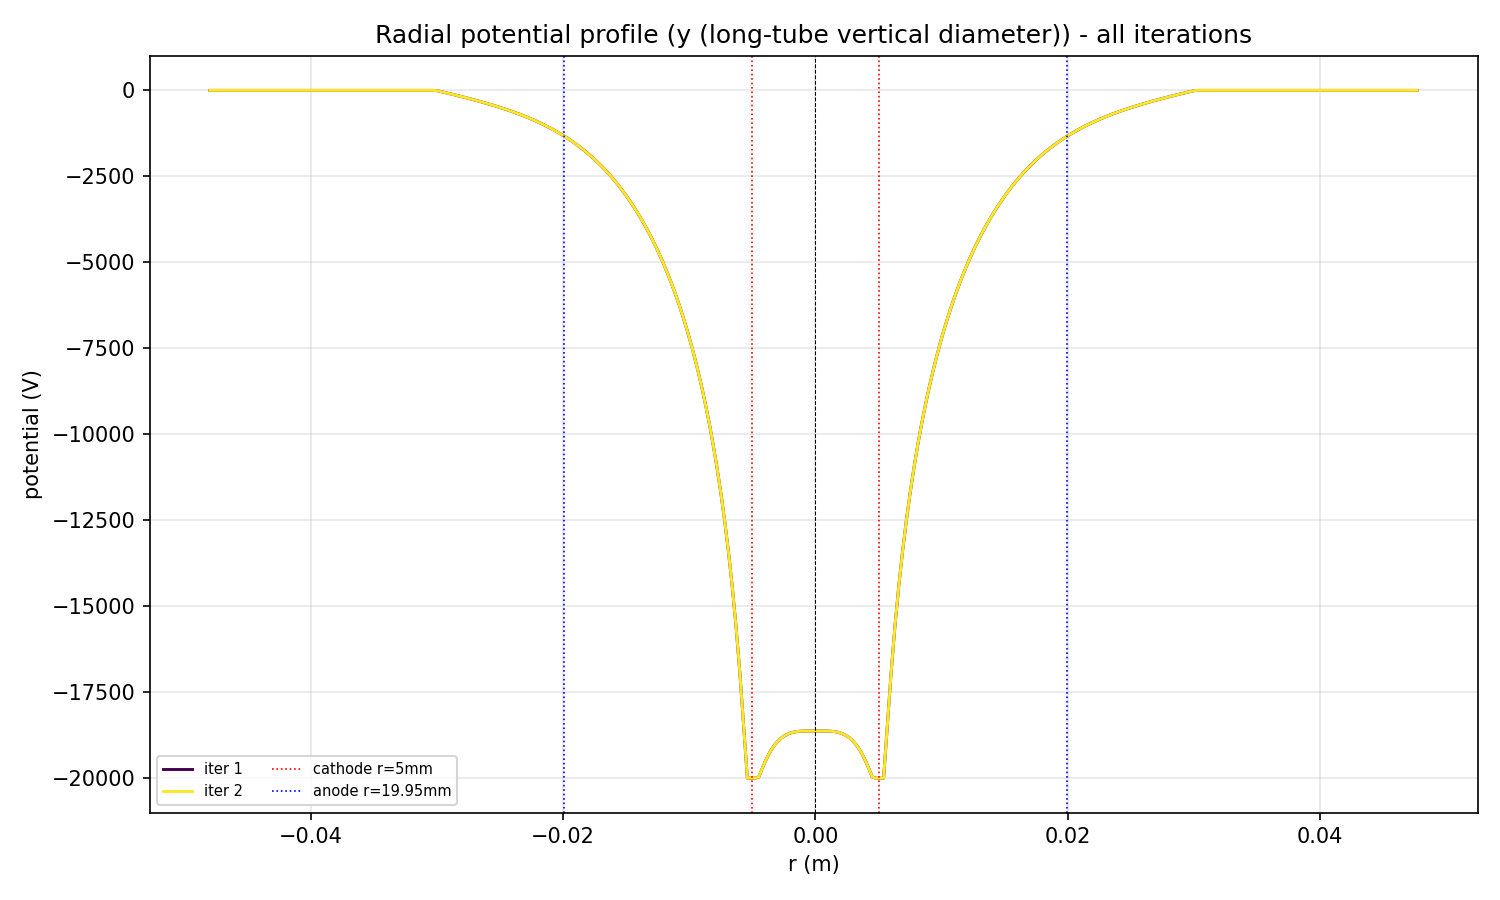 Radial potential profile (y (long-tube vertical diameter)) - all iterations
potential (V)
0
−2500
−5000
−7500
−10000
−12500
−15000
−17500
−20000
iter 1
iter 2
cathode r=5mm
anode r=19.95mm
−0.04
−0.02
0.00
0.02
0.04
r (m)